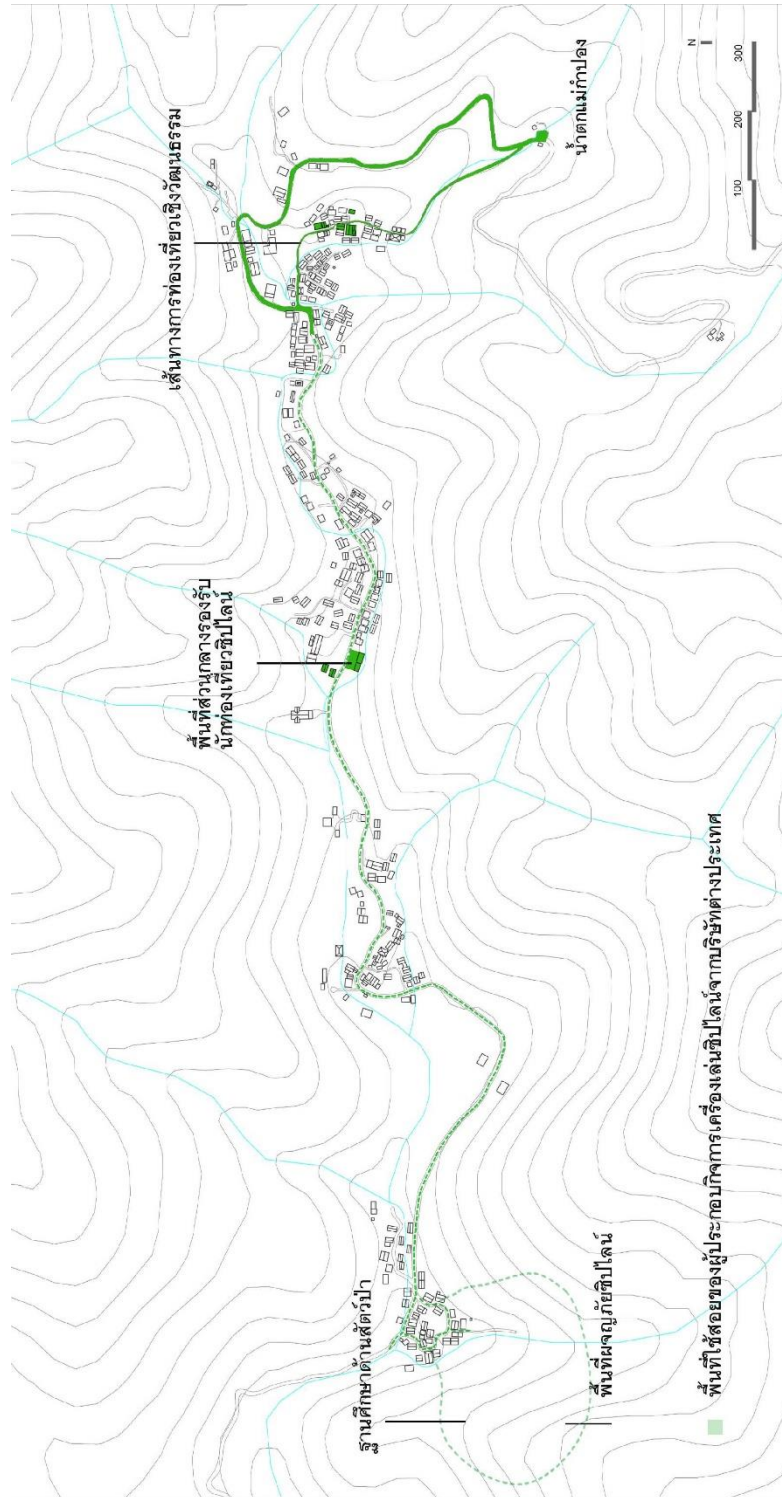 ฐานศึกษาด้านสัตว์ป่า
พื้นที่ผจญภัยซิปไลน์
พื้นที่ส่วนกลางรองรับ
นักท่องเที่ยวซิปไลน์
เส้นทางการท่องเที่ยวเชิงวัฒนธรรม
น้ำตกแม่กำปอง
N
100 200 300
พื้นที่ใช้สอยของผู้ประกอบกิจการเครื่องเล่นซิปไลน์จากบริษัทต่างประเทศ